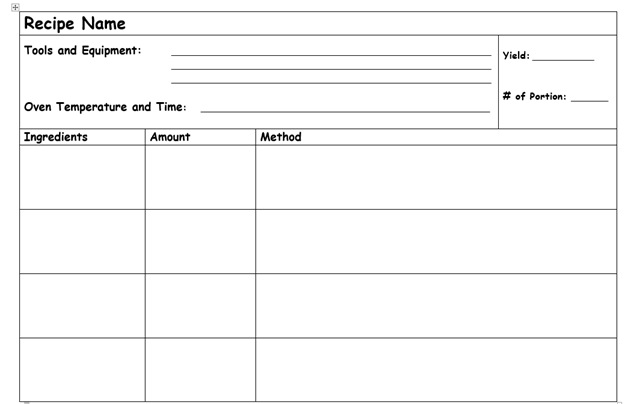 Recipe Name
Tools and Equipment:
Yield:
# of Portion:
Oven Temperature and Time:
Ingredients Amount Method